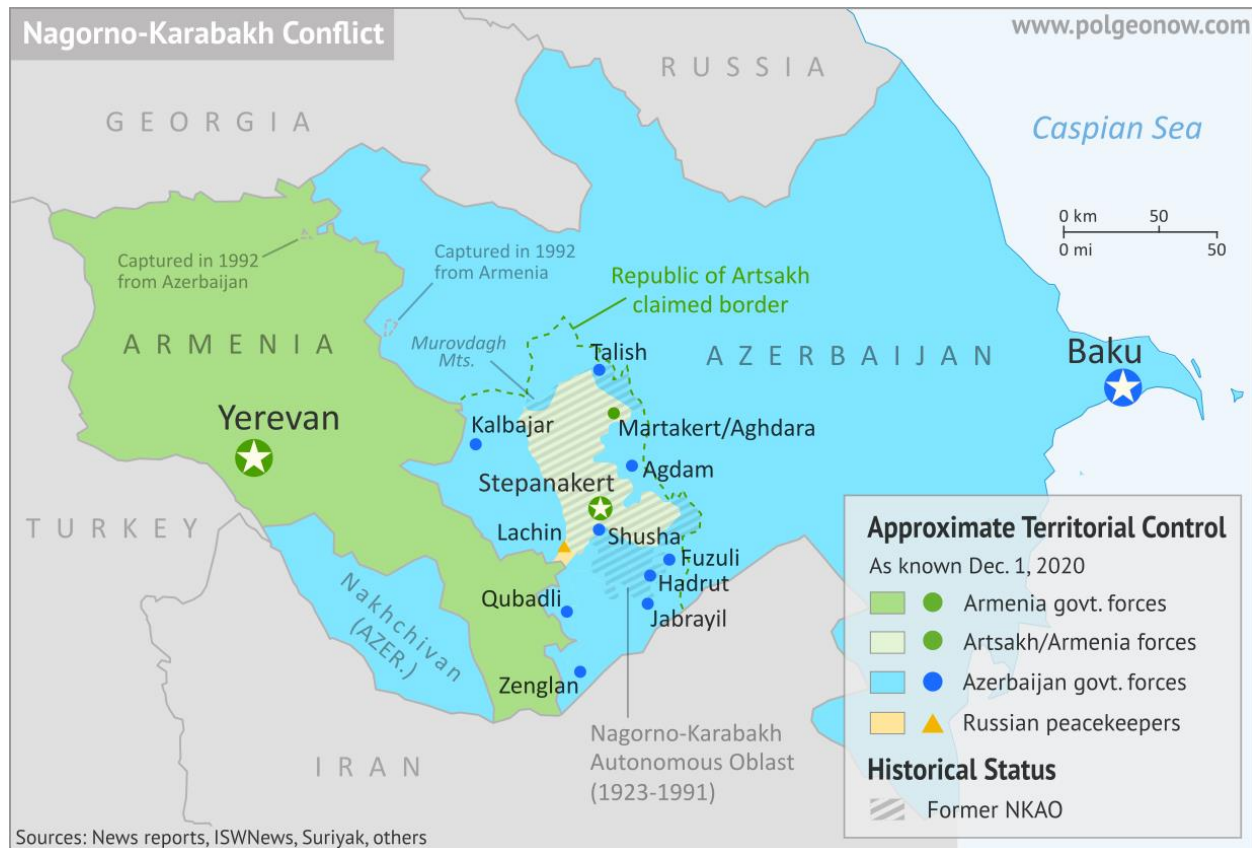 Nagorno-Karabakh Conflict
www.polgeonow.com
RUSSIA
GEORGIA
Caspian Sea
0 km 50
0 mi 50
Captured in 1992
from Azerbaijan
Captured in 1992
from Armenia
Republic of Artsakh
claimed border
ARMENIA
Murovdagh
Mts.
Talish
AZERBAIJAN
Baku
Yerevan
Kalbajar
Martakert/Aghdara
Agdam
Stepanakert
TURKEY
Lachin
Shusha
Fuzuli
Hadrut
Qubadli
Jabrayil
Nakhchivan
(AZER.)
Zenglan
Nagorno-Karabakh
Autonomous Oblast
(1923-1991)
IRAN
Approximate Territorial Control
As known Dec. 1, 2020
Armenia govt. forces
Artsakh/Armenia forces
Azerbaijan govt. forces
Russian peacekeepers
Historical Status
Former NKAO
Sources: News reports, ISWNews, Suriyak, others